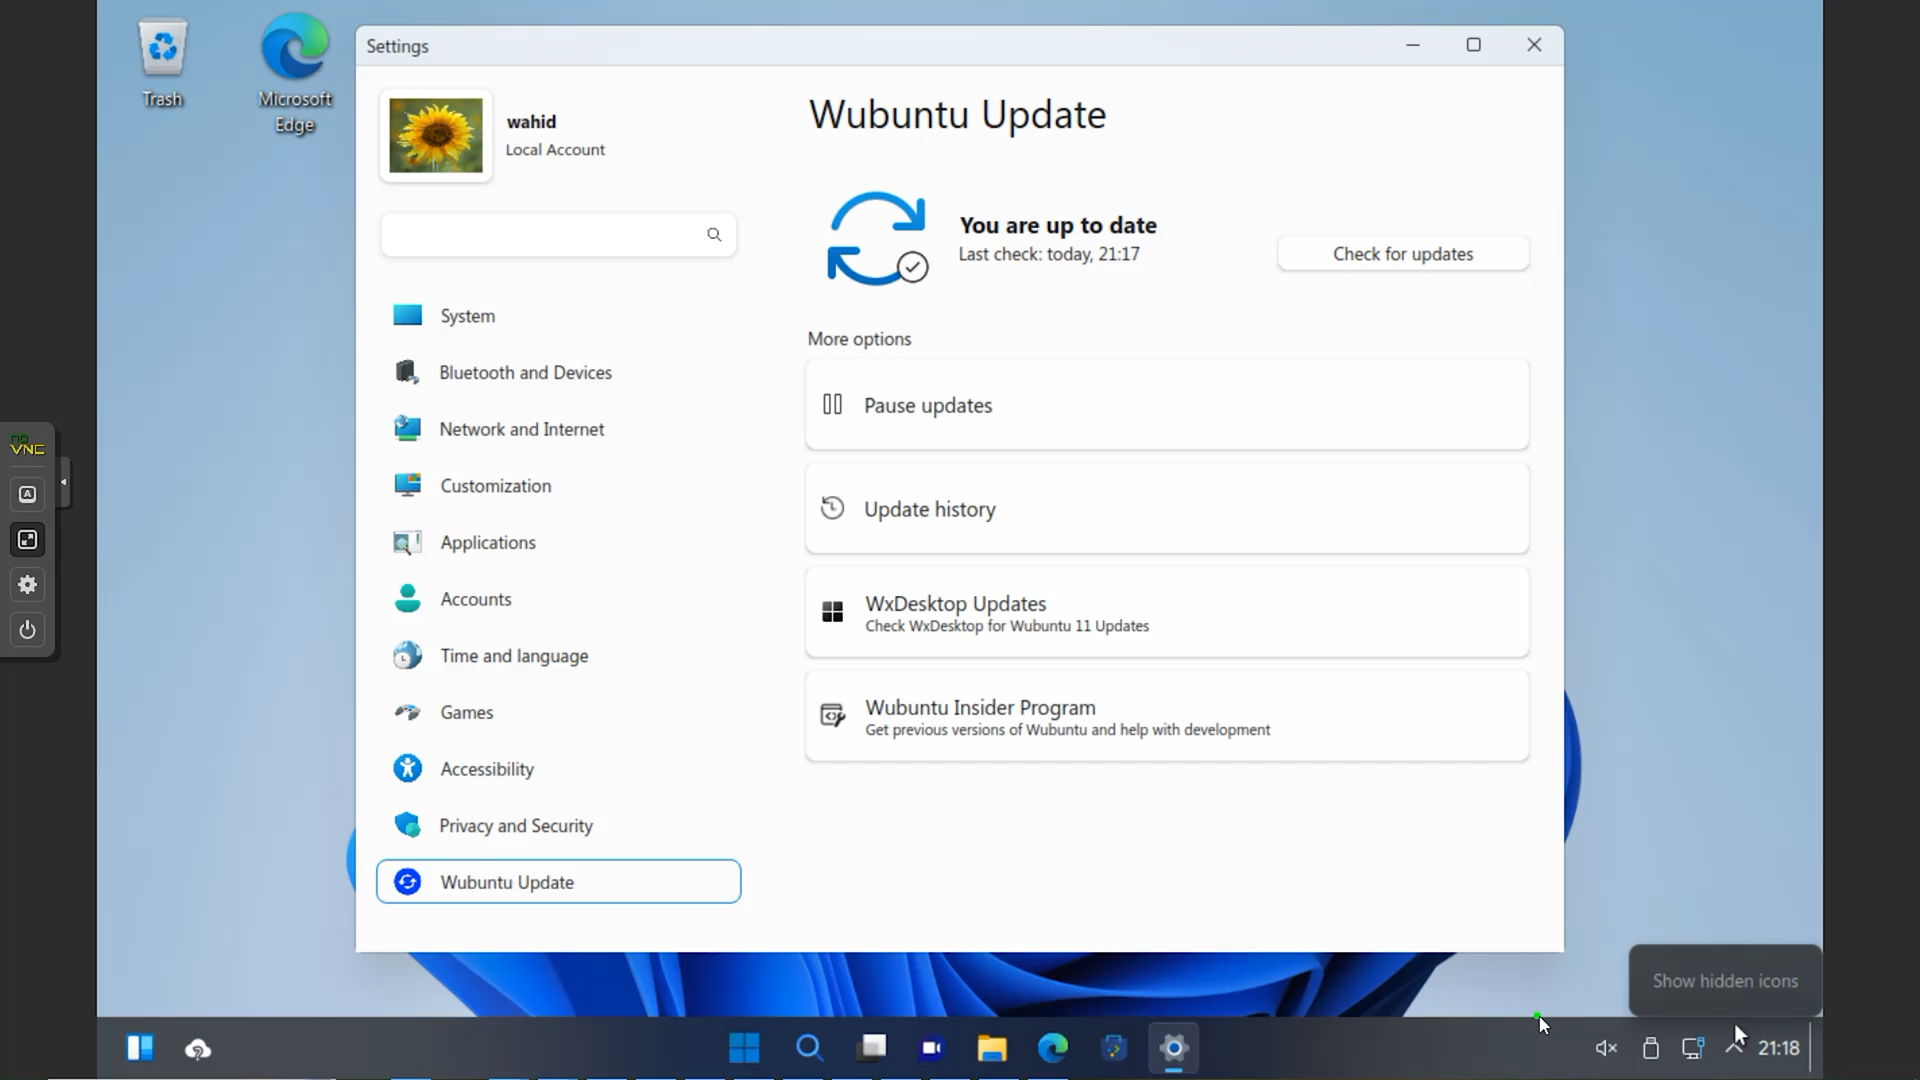 Trash
Microsoft
Edge
Settings
wahid
Local Account
System
Bluetooth and Devices
Network and Internet
Customization
Applications
Accounts
Time and language
Games
Accessibility
Privacy and Security
Wubuntu Update
Wubuntu Update
You are up to date
Last check: today, 21:17
Check for updates
More options
Pause updates
Update history
WxDesktop Updates
Check WxDesktop for Wubuntu 11 Updates
Wubuntu Insider Program
Get previous versions of Wubuntu and help with development
no
VNC
A
Show hidden icons
21:18